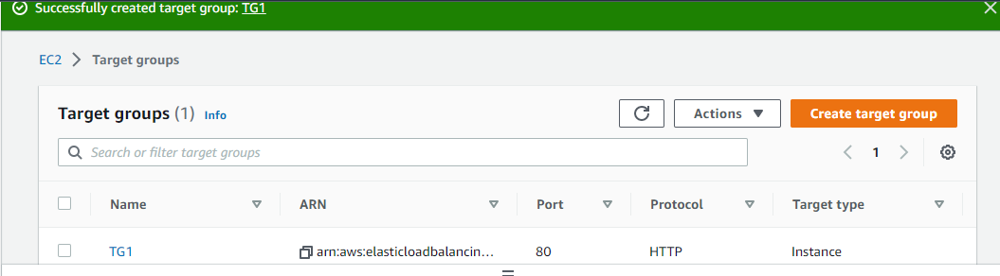 Successfully created target group: TG1
EC2 > Target groups
Target groups (1) Info
Actions
Create target group
Search or filter target groups
1
Name ARN Port Protocol Target type
TG1 arn:aws:elasticloadbalancin... 80 HTTP Instance